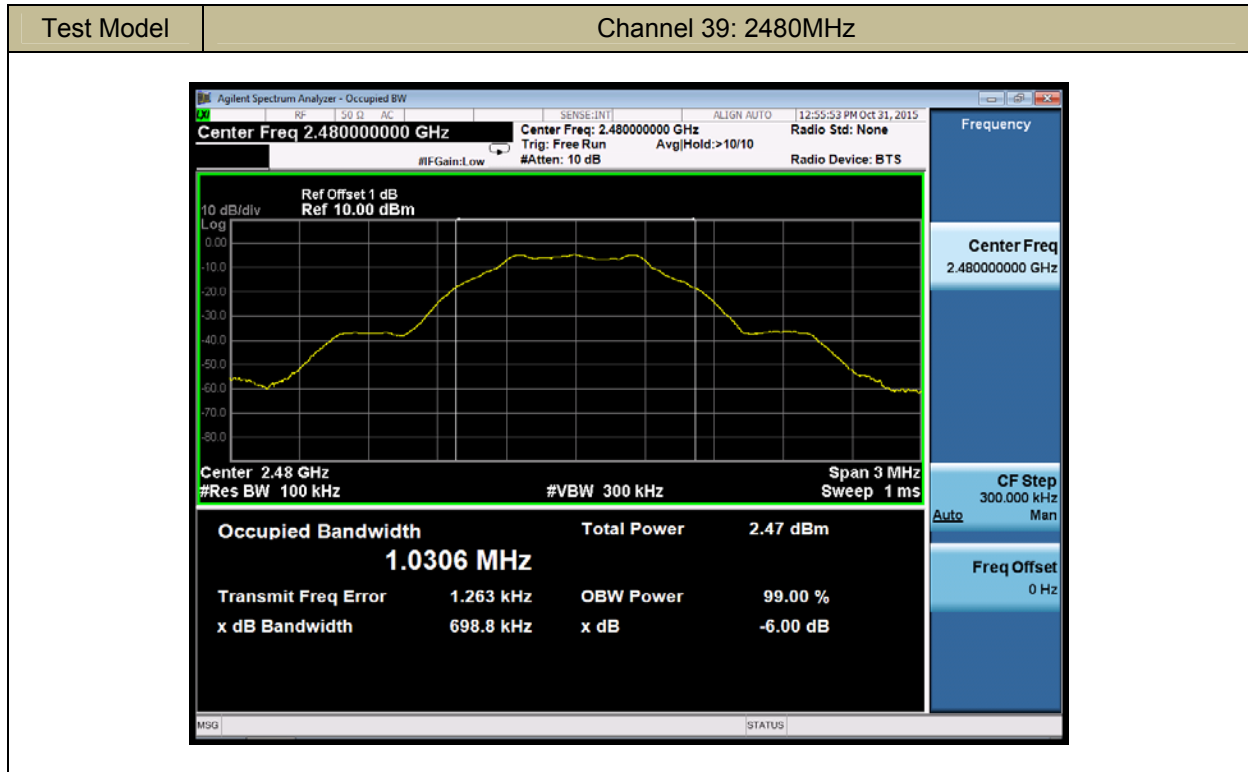 Test Model Channel 39: 2480MHz
Agilent Spectrum Analyzer - Occupied BW
LXI RF 50 Ω AC SENSE:INT ALIGN AUTO 12:55:53 PM Oct 31, 2015
Center Freq 2.480000000 GHz
Center Freq: 2.480000000 GHz Radio Std: None
Trig: Free Run Avg|Hold:>10/10
#IFGain:Low #Atten: 10 dB Radio Device: BTS
Frequency
Ref Offset 1 dB
10 dB/div Ref 10.00 dBm
Log
0.00
-10.0
-20.0
-30.0
-40.0
-50.0
-60.0
-70.0
-80.0
Center 2.48 GHz Span 3 MHz
#Res BW 100 kHz #VBW 300 kHz Sweep 1 ms
Center Freq
2.480000000 GHz
CF Step
300.000 kHz
Auto Man
Freq Offset
0 Hz
Occupied Bandwidth Total Power 2.47 dBm
1.0306 MHz
Transmit Freq Error 1.263 kHz OBW Power 99.00 %
x dB Bandwidth 698.8 kHz x dB -6.00 dB
MSG STATUS